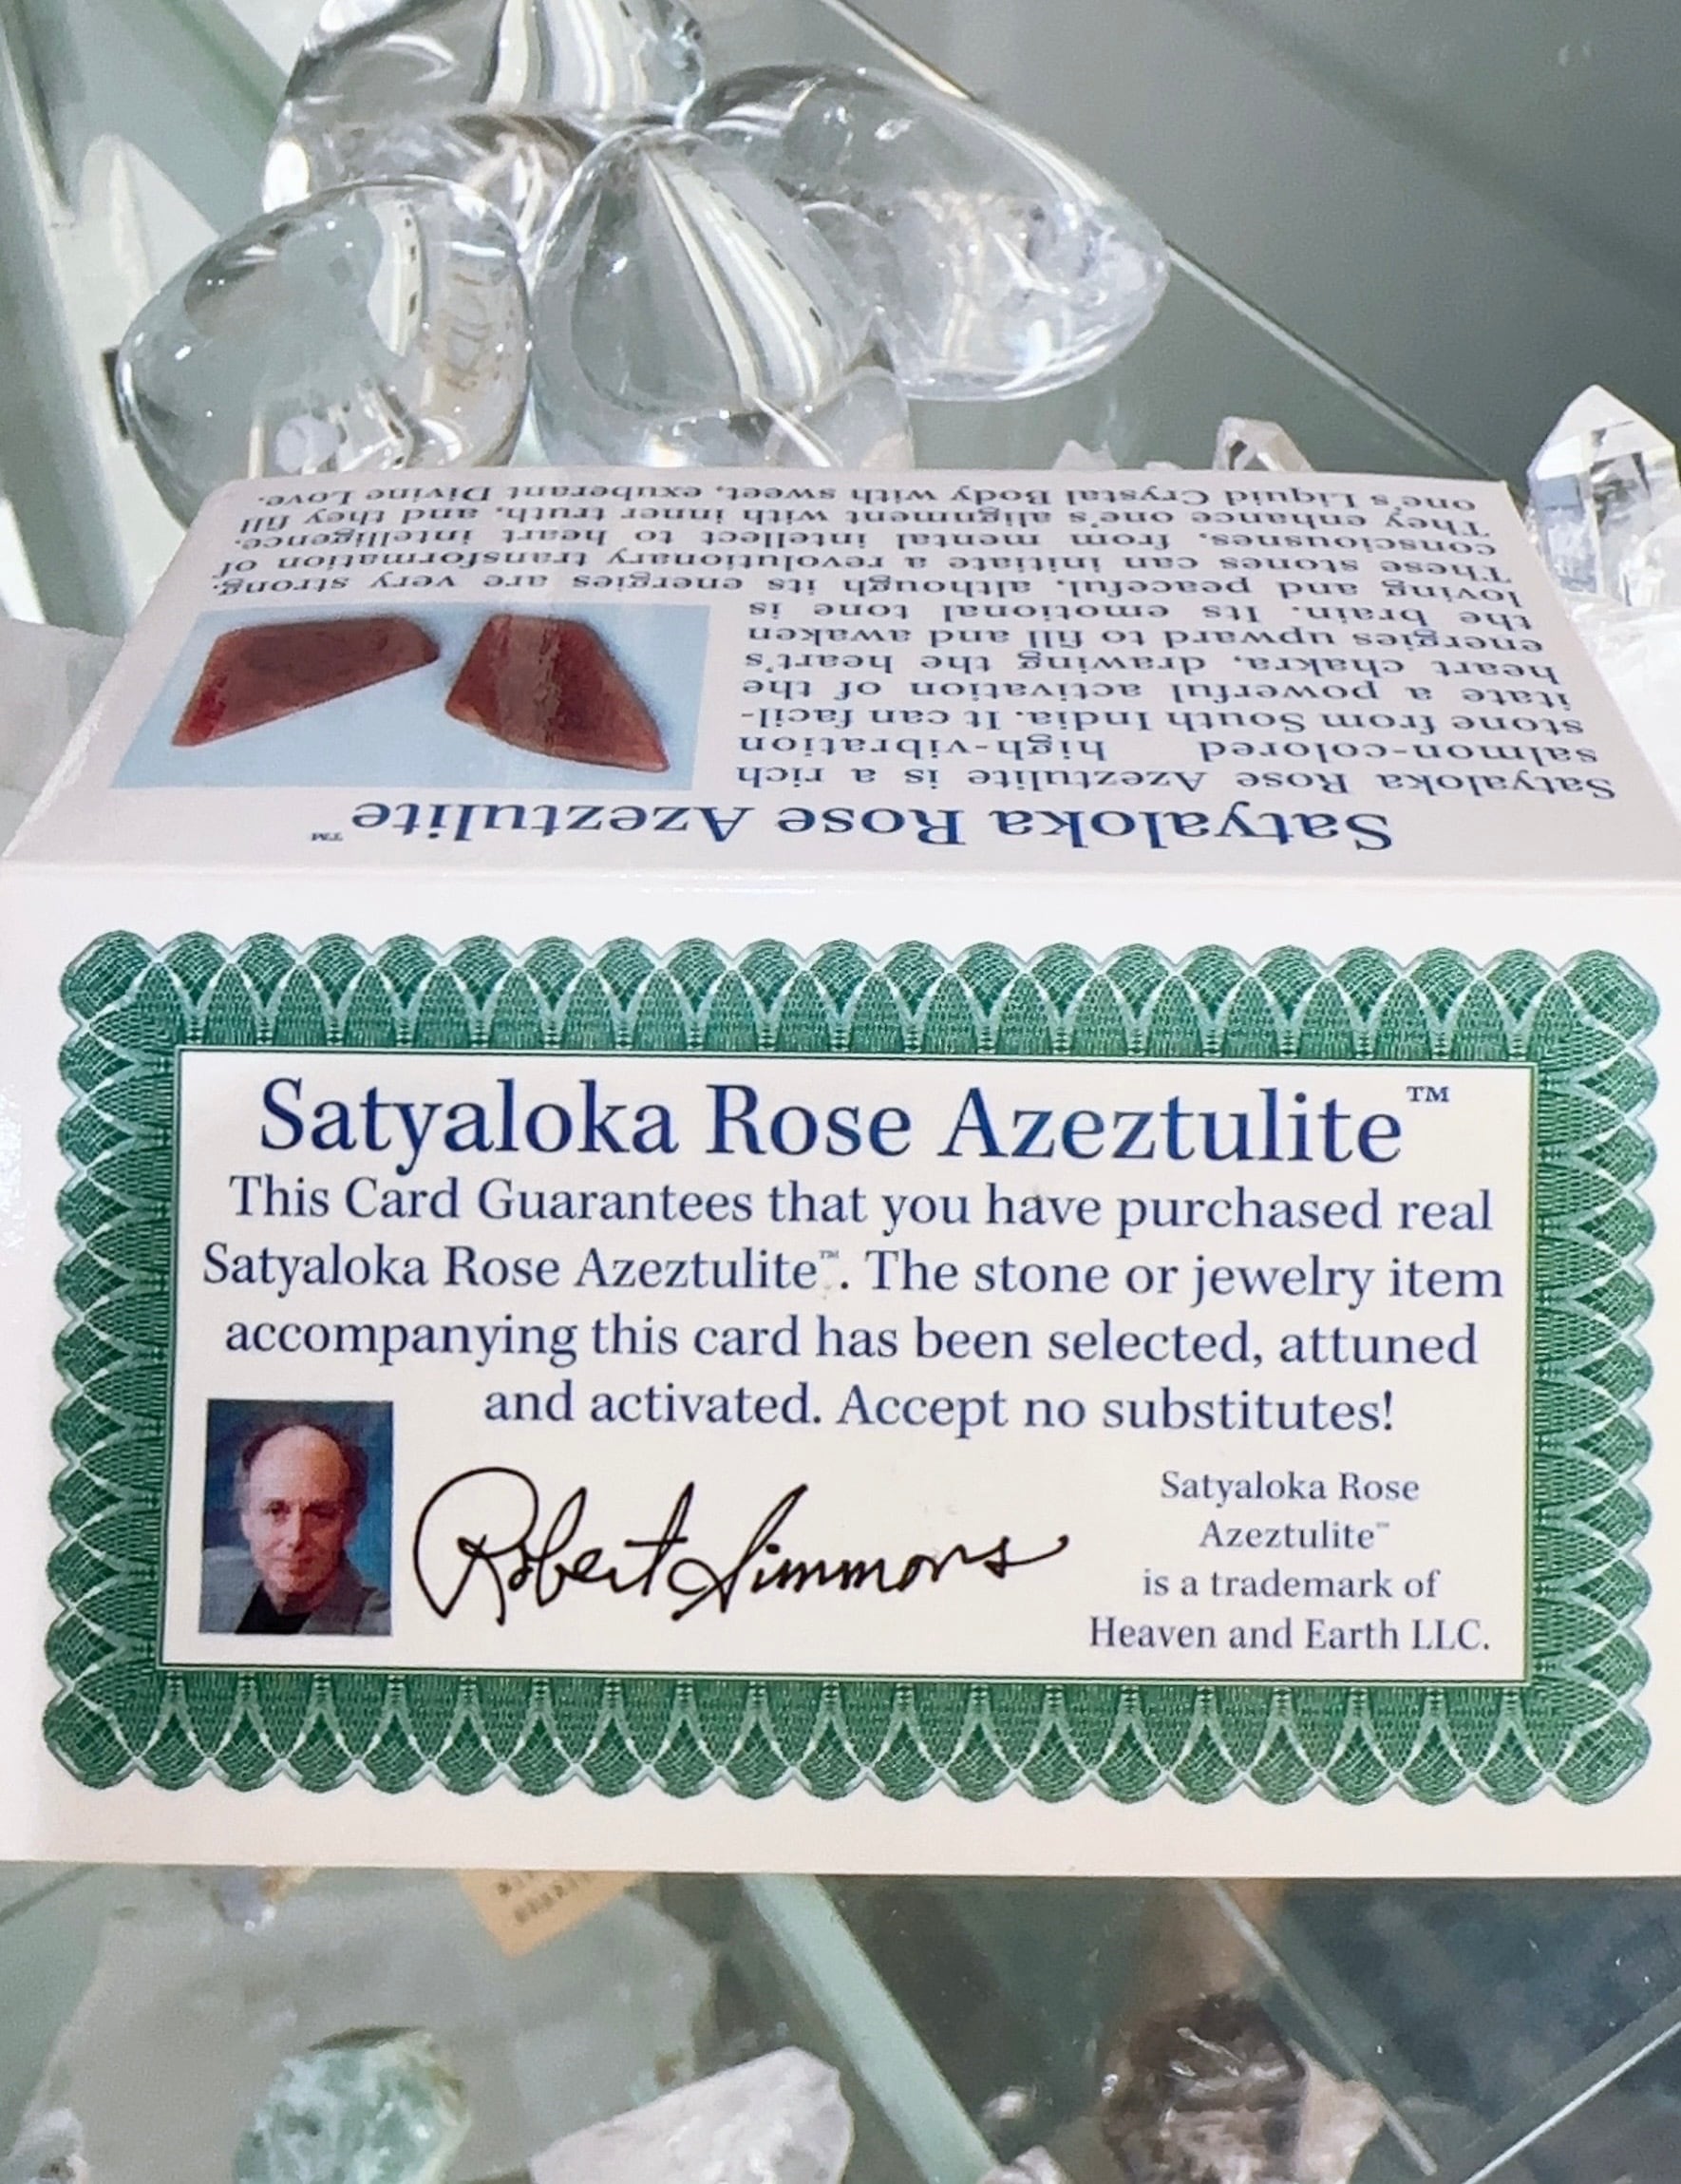 Satyaloka Rose Azeztulite™
Satyaloka Rose Azeztulite is a rich
salmon-colored high-vibration
stone from South India. It can facil-
itate a powerful activation of the
heart chakra, drawing the heart's
energies upward to fill and awaken
the brain. Its emotional tone is
loving and peaceful, although its energies are very strong.
These stones can initiate a revolutionary transformation of
consciousnes, from mental intellect to heart intelligence.
They enhance one's alignment with inner truth, and they fill
one's Liquid Crystal Body with sweet, exuberant Divine Love.
Satyaloka Rose Azeztulite™
This Card Guarantees that you have purchased real
Satyaloka Rose Azeztulite™. The stone or jewelry item
accompanying this card has been selected, attuned
and activated. Accept no substitutes!
Robert Simmons
Satyaloka Rose
Azeztulite™
is a trademark of
Heaven and Earth LLC.